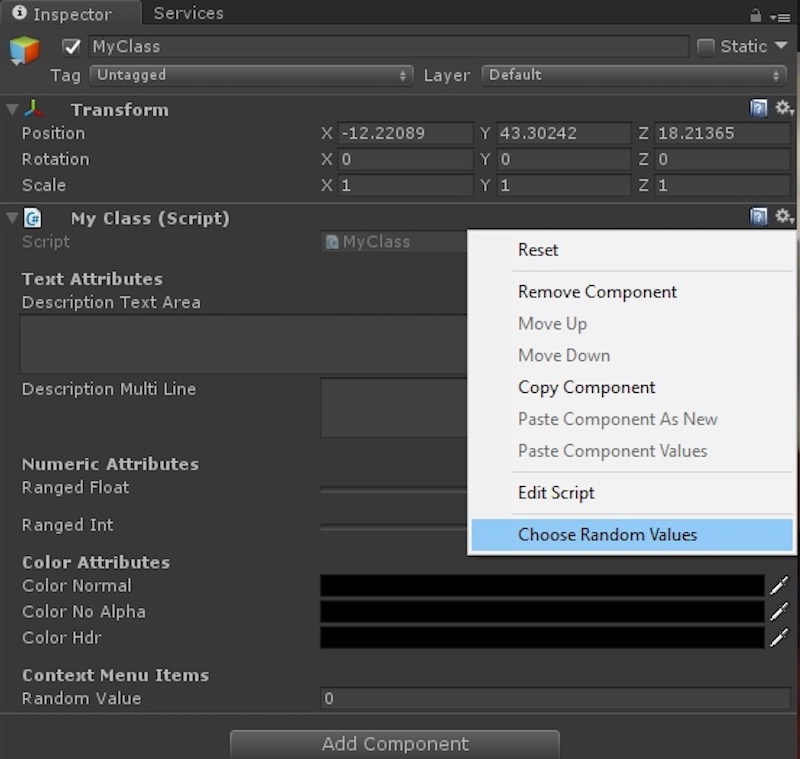 Inspector Services
MyClass Static
Tag Untagged Layer Default
Transform
Position X -12.22089 Y 43.30242 Z 18.21365
Rotation X 0 Y 0 Z 0
Scale X 1 Y 1 Z 1
C# My Class (Script)
Script MyClass
Text Attributes
Description Text Area
Description Multi Line
Numeric Attributes
Ranged Float
Ranged Int
Color Attributes
Color Normal
Color No Alpha
Color Hdr
Context Menu Items
Random Value 0
Add Component
Reset
Remove Component
Move Up
Move Down
Copy Component
Paste Component As New
Paste Component Values
Edit Script
Choose Random Values